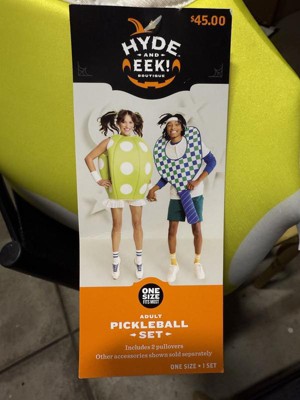 $45.00
HYDE
AND
EEK!
BOUTIQUE
ONE
SIZE
FITS MOST
ADULT
PICKLEBALL
SET
Includes 2 pullovers
Other accessories shown sold separately
ONE SIZE • 1 SET